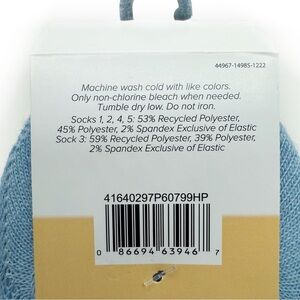 44967-14985-1222
Machine wash cold with like colors.
Only non-chlorine bleach when needed.
Tumble dry low. Do not iron.
Socks 1, 2, 4, 5: 53% Recycled Polyester,
45% Polyester, 2% Spandex Exclusive of Elastic
Sock 3: 59% Recycled Polyester, 39% Polyester,
2% Spandex Exclusive of Elastic
41640297P60799HP
0 86694 63946 7